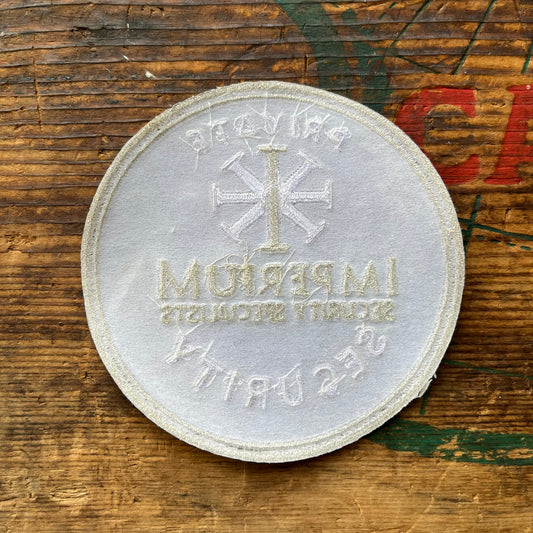 PRIVATE
IMPERIUM
SECURITY SPECIALISTS
SECURITY